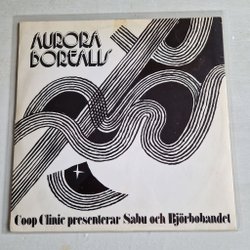 AURORA
BOREALIS
Coop Clinic presenterar Sabu och Björbobandet